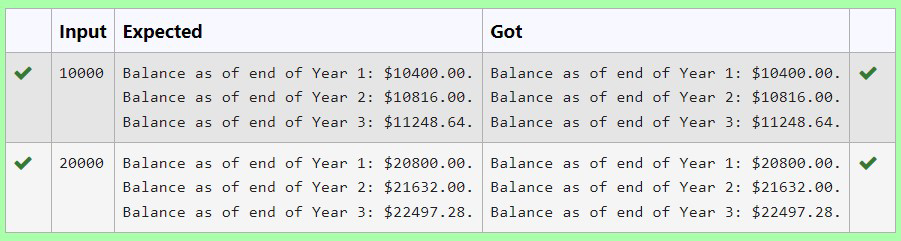 Input Expected Got
10000 Balance as of end of Year 1: $10400.00. Balance as of end of Year 1: $10400.00.
Balance as of end of Year 2: $10816.00. Balance as of end of Year 2: $10816.00.
Balance as of end of Year 3: $11248.64. Balance as of end of Year 3: $11248.64.
20000 Balance as of end of Year 1: $20800.00. Balance as of end of Year 1: $20800.00.
Balance as of end of Year 2: $21632.00. Balance as of end of Year 2: $21632.00.
Balance as of end of Year 3: $22497.28. Balance as of end of Year 3: $22497.28.